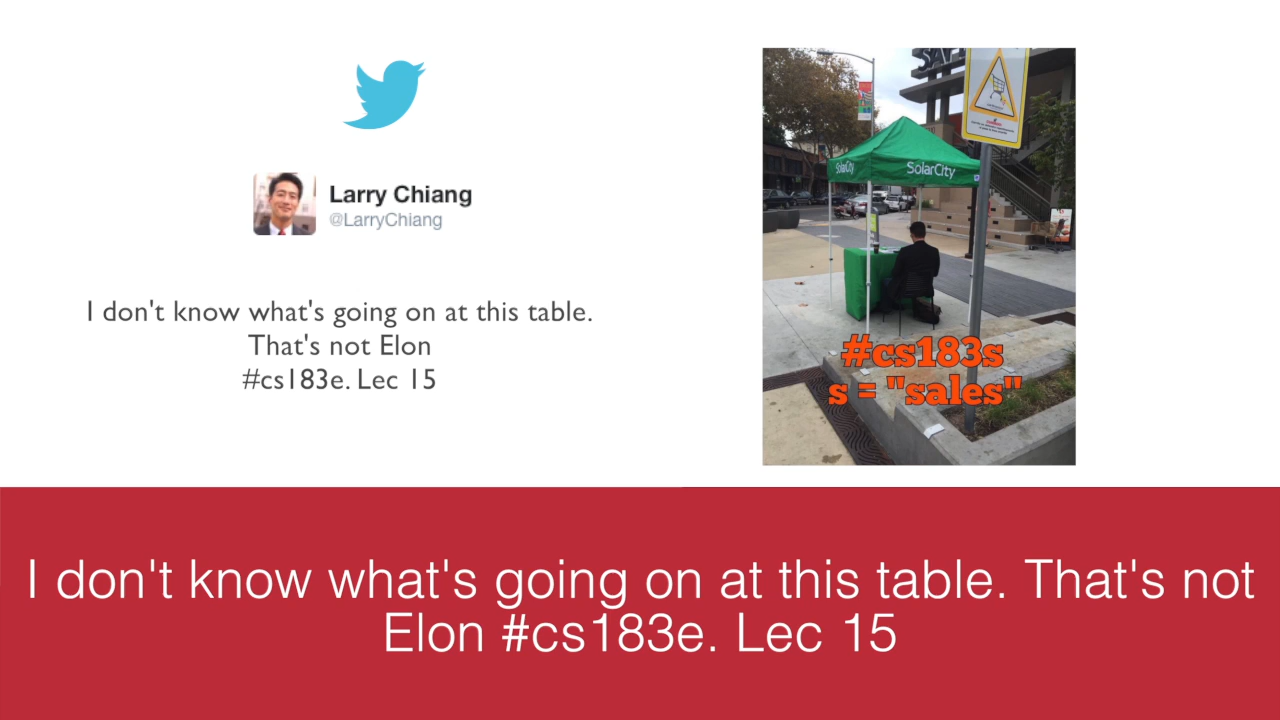 Larry Chiang
@LarryChiang
I don't know what's going on at this table.
That's not Elon
#cs183e. Lec 15
SolarCity
SolarCity
#cs183s
s = "sales"
I don't know what's going on at this table. That's not
Elon #cs183e. Lec 15